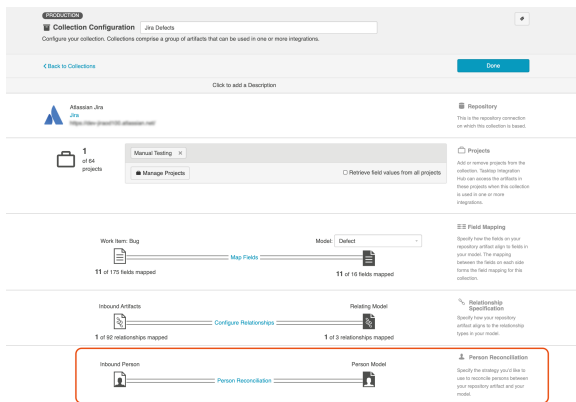 PRODUCTION
Collection Configuration
Jira Defects
Configure your collection. Collections comprise a group of artifacts that can be used in one or more integrations.
Back to Collections
Done
Click to add a Description
Atlassian Jira
Jira
Repository
This is the repository connection
on which this collection is based.
1
of 64
projects
Manual Testing ×
Manage Projects
Retrieve field values from all projects
Projects
Add or remove projects from the
collection. Tasktop Integration
Hub can access the artifacts in
these projects when this collection
is used in one or more
integrations.
Work Item: Bug
Model: Defect
Map Fields
11 of 175 fields mapped
11 of 16 fields mapped
Field Mapping
Specify how the fields on your
repository artifact align to fields in
your model. The mapping
between the fields on each side
forms the field mapping for this
collection.
Inbound Artifacts
Relating Model
Configure Relationships
1 of 92 relationships mapped
1 of 3 relationships mapped
Relationship
Specification
Specify how your repository
artifact aligns to the relationship
types in your model.
Inbound Person
Person Model
Person Reconciliation
Person Reconciliation
Specify the strategy you'd like to
use to reconcile persons between
your repository artifact and your
model.